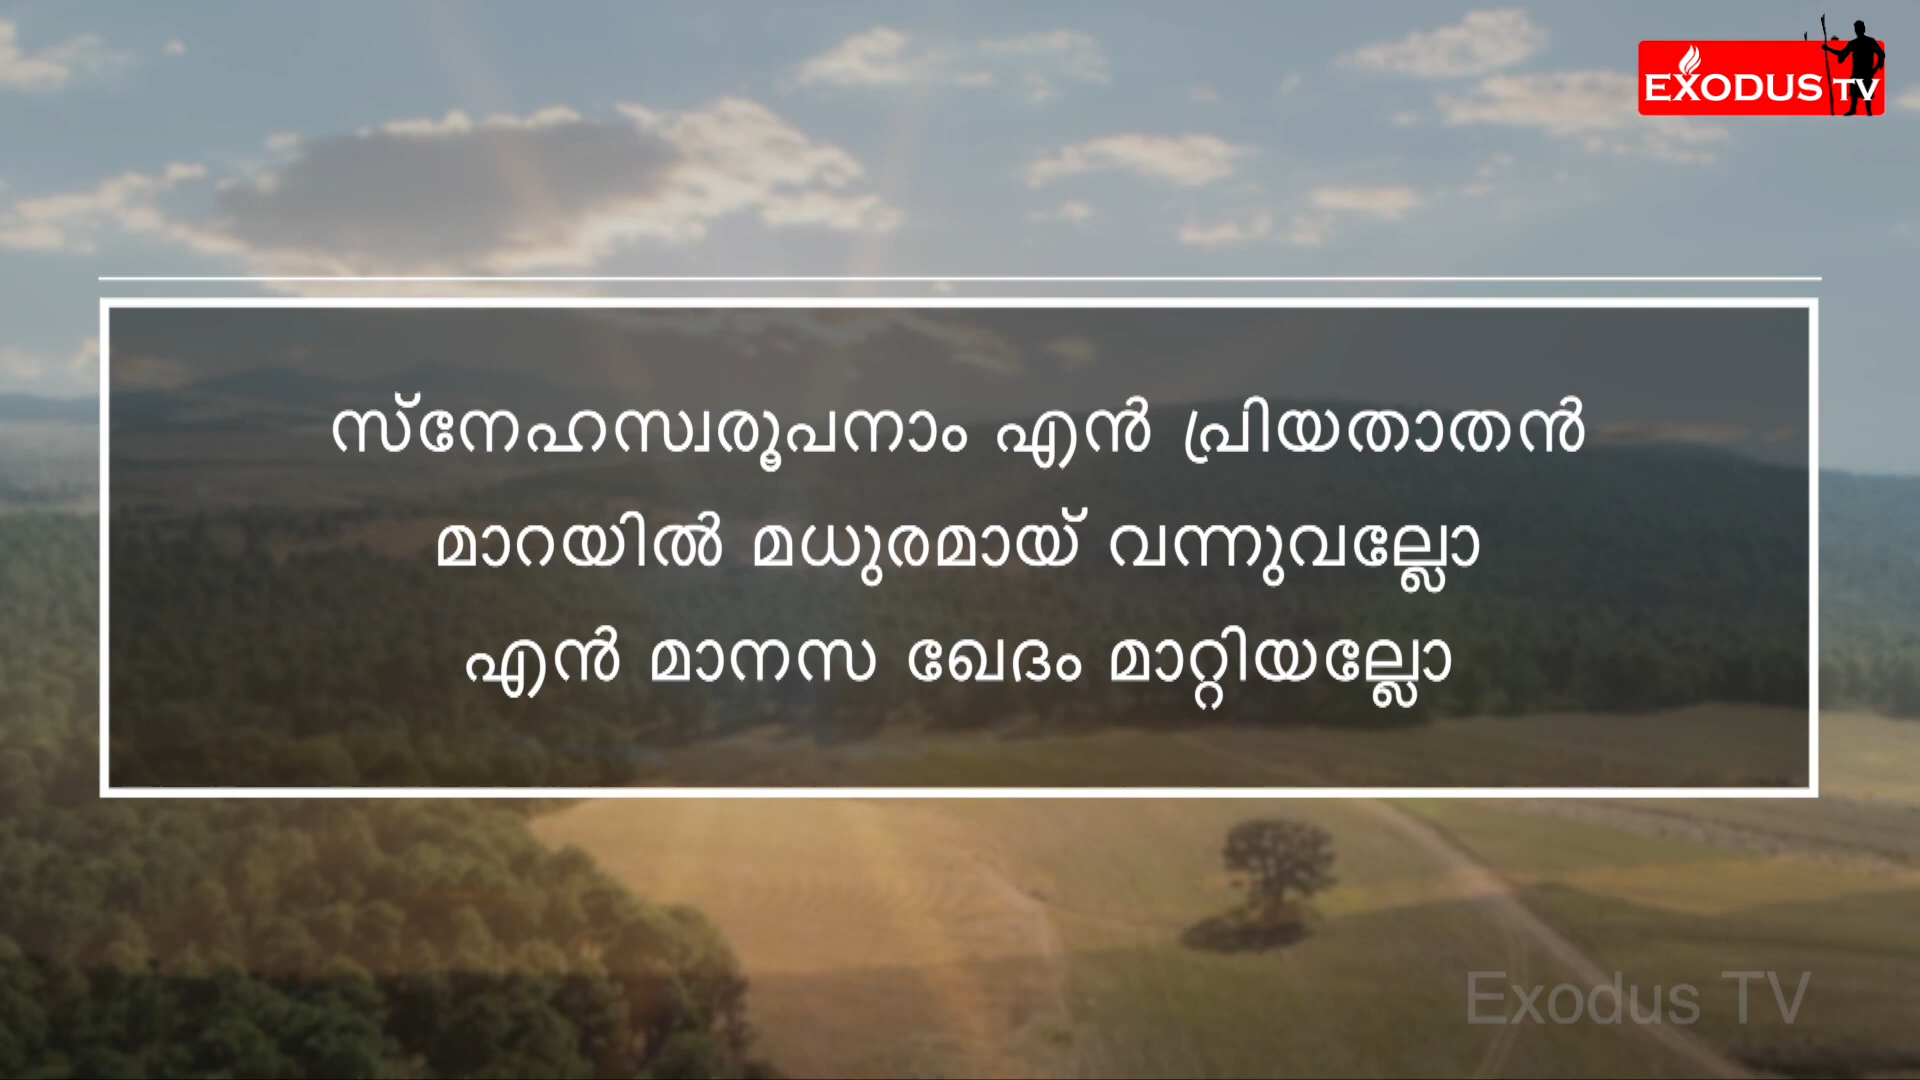 EXODUS TV
സ്നേഹസ്വരൂപനാം എൻ പ്രിയതാതൻ
മാറയിൽ മധുരമായ് വന്നുവല്ലോ
എൻ മാനസ ഖേദം മാറ്റിയല്ലോ
Exodus TV